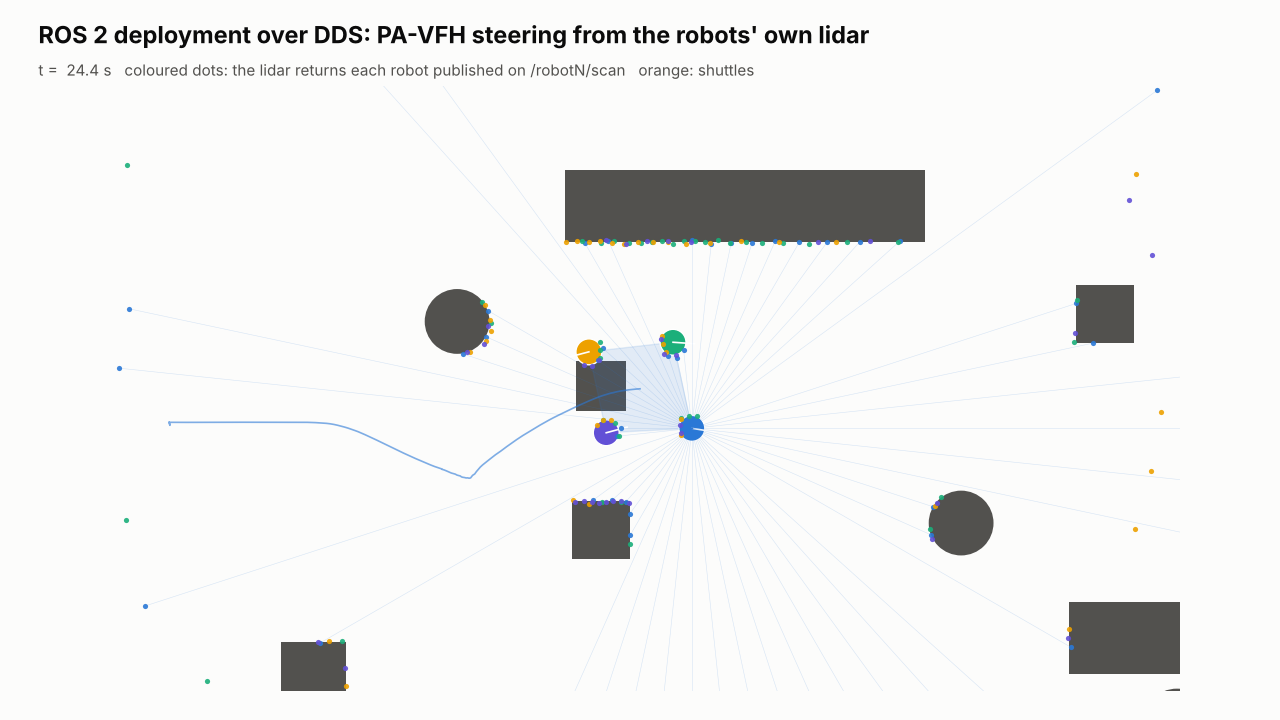 ROS 2 deployment over DDS: PA-VFH steering from the robots' own lidar
t =  24.4 s   coloured dots: the lidar returns each robot published on /robotN/scan   orange: shuttles